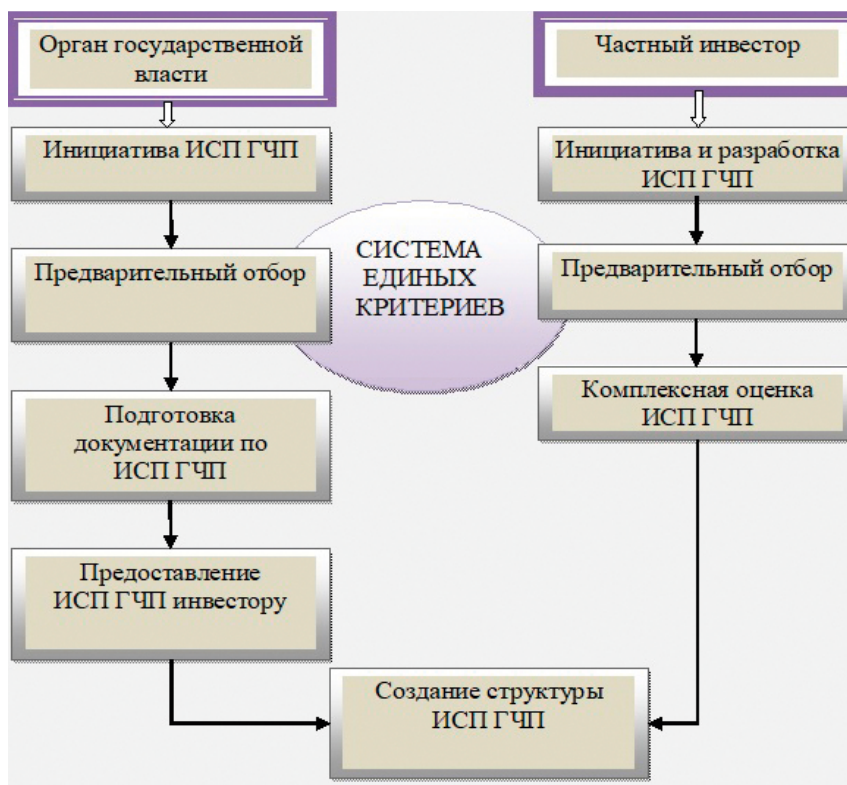 Орган государственной
власти
Частный инвестор
Инициатива ИСП ГЧП
Инициатива и разработка
ИСП ГЧП
Предварительный отбор
СИСТЕМА
ЕДИНЫХ
КРИТЕРИЕВ
Предварительный отбор
Подготовка
документации по
ИСП ГЧП
Комплексная оценка
ИСП ГЧП
Предоставление
ИСП ГЧП инвестору
Создание структуры
ИСП ГЧП